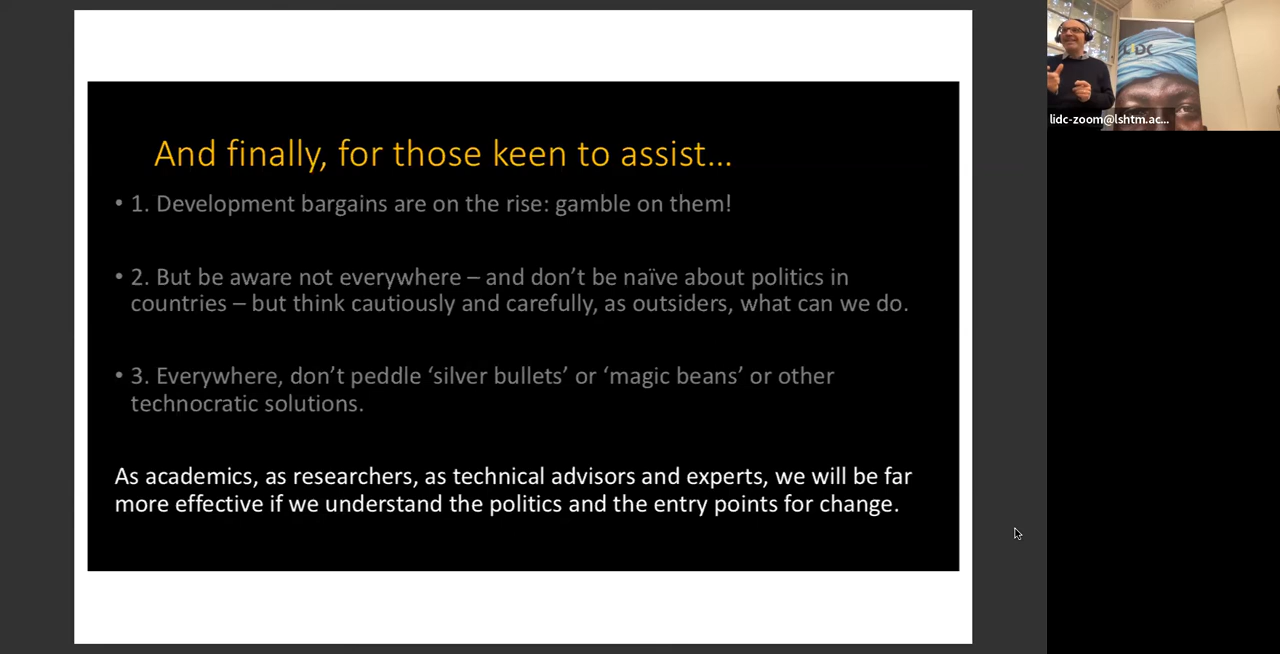 And finally, for those keen to assist...
• 1. Development bargains are on the rise: gamble on them!
• 2. But be aware not everywhere – and don't be naïve about politics in
countries – but think cautiously and carefully, as outsiders, what can we do.
• 3. Everywhere, don't peddle 'silver bullets' or 'magic beans' or other
technocratic solutions.
As academics, as researchers, as technical advisors and experts, we will be far
more effective if we understand the politics and the entry points for change.
LIDC
lidc-zoom@lshtm.ac...